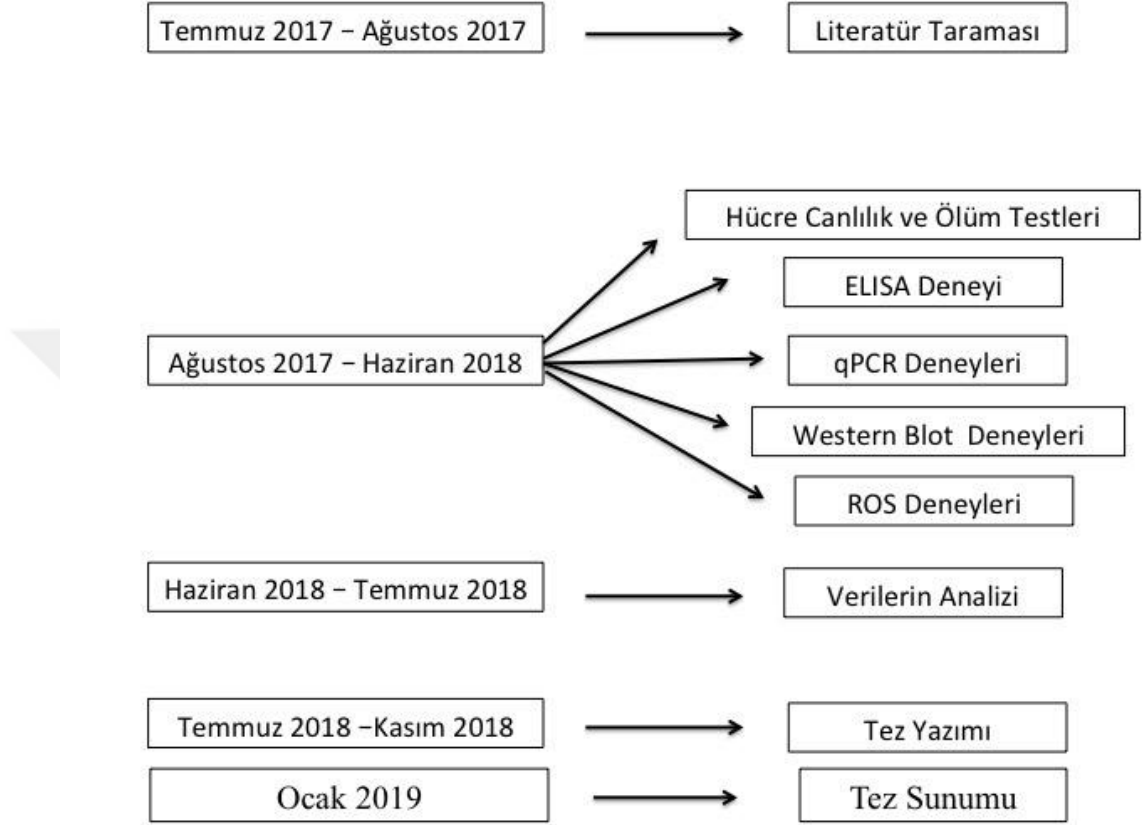 Temmuz 2017 – Ağustos 2017
Literatür Taraması
Hücre Canlılık ve Ölüm Testleri
ELISA Deneyi
Ağustos 2017 – Haziran 2018
qPCR Deneyleri
Western Blot Deneyleri
ROS Deneyleri
Haziran 2018 – Temmuz 2018
Verilerin Analizi
Temmuz 2018 –Kasım 2018
Tez Yazımı
Ocak 2019
Tez Sunumu